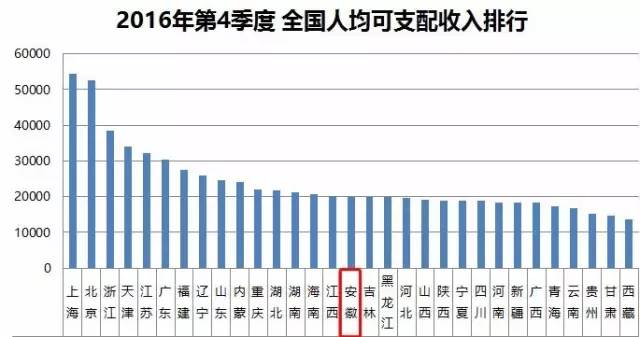 2016年第4季度 全国人均可支配收入排行
60000
50000
40000
30000
20000
10000
0
上海
北京
浙江
天津
江苏
广东
福建
辽宁
山东
内蒙
重庆
湖北
湖南
海南
江西
安徽
吉林
黑龙江
河北
山西
陕西
宁夏
四川
河南
新疆
广西
青海
云南
贵州
甘肃
西藏